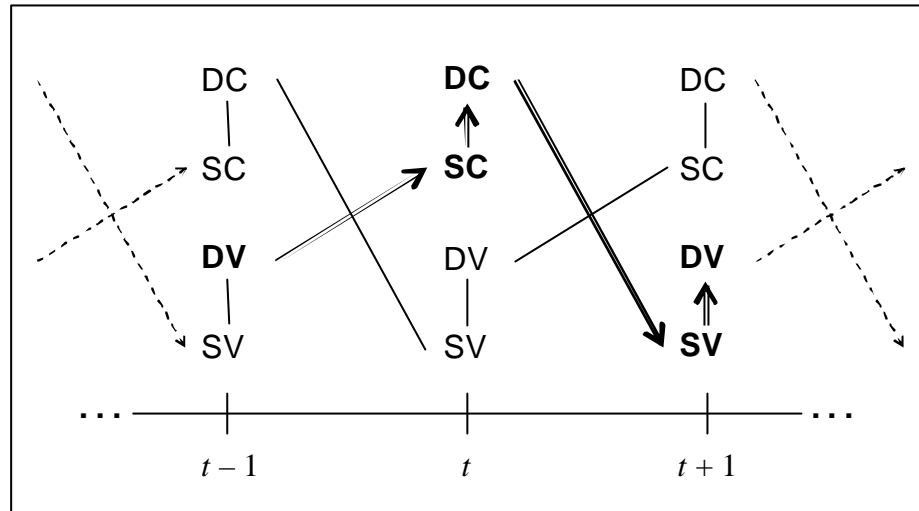 DC DC DC
SC SC SC
DV DV DV
SV SV SV
... ...
t – 1 t t + 1